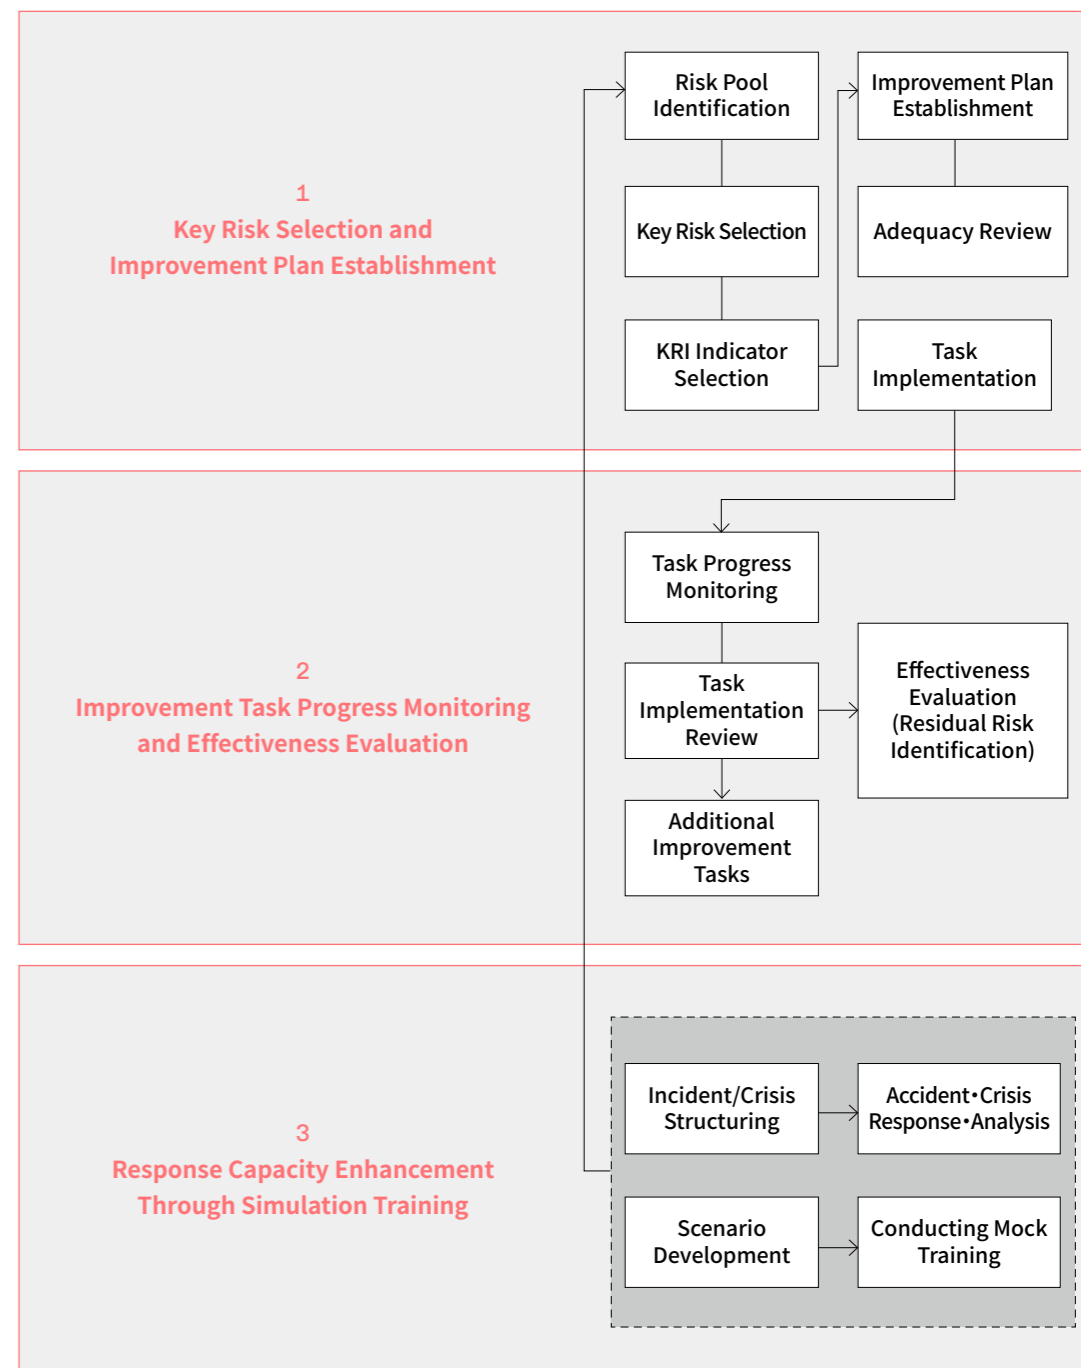 1
Key Risk Selection and
Improvement Plan Establishment
Risk Pool
Identification
Key Risk Selection
KRI Indicator
Selection
Improvement Plan
Establishment
Adequacy Review
Task
Implementation
2
Improvement Task Progress Monitoring
and Effectiveness Evaluation
Task Progress
Monitoring
Task
Implementation
Review
Additional
Improvement
Tasks
Effectiveness
Evaluation
(Residual Risk
Identification)
3
Response Capacity Enhancement
Through Simulation Training
Incident/Crisis
Structuring
Accident•Crisis
Response•Analysis
Scenario
Development
Conducting Mock
Training